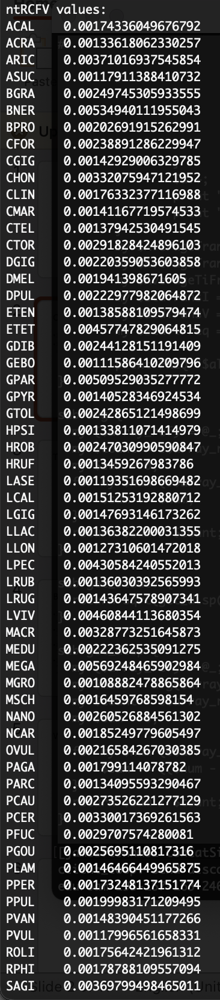 ntRCFV values:
ACAL 0.00174336049676792
ACRA 0.00133618062330257
ARIC 0.00371016937545854
ASUC 0.00117911388410732
BGRA 0.00249745305933555
BNER 0.00534940111955043
BPRO 0.00202691915262991
CFOR 0.00238891286229947
CGIG 0.00142929006329785
CHON 0.00332075947121952
CLIN 0.00176332377116988
CMAR 0.00141167719574533
CTEL 0.00137942530491545
CTOR 0.00291828424896103
DGIG 0.00220359053603858
DMEL 0.001941398671605
DPUL 0.00222977982064872
ETEN 0.00138588109579474
ETET 0.00457747829064815
GDIB 0.00244128151191409
GEBO 0.00111586410209796
GPAR 0.00509529035277772
GPYR 0.00140528346924534
GTOL 0.00242865121498699
HPSI 0.00133811071414979
HROB 0.00247030990590847
HRUF 0.0013459267983786
LASE 0.00119351698669482
LCAL 0.00151253192880712
LGIG 0.00147693146173262
LLAC 0.00136382200031355
LLON 0.00127310601472018
LPEC 0.00430584240552013
LRUB 0.00136030392565993
LRUG 0.00143647578907341
LVIV 0.00460844113680354
MACR 0.00328773251645873
MEDU 0.00222362535091275
MEGA 0.00569248465902984
MGRO 0.00108882478865864
MSCH 0.0016459768598154
NANO 0.00260526884561302
NCAR 0.00185249779605497
OVUL 0.00216584267030385
PAGA 0.0017991140787​82
PARC 0.00134095593290467
PCAU 0.00273526221277129
PCER 0.00330017369261563
PFUC 0.0029707574280081
PGOU 0.0025695110817316
PLAM 0.00146466449965875
PPER 0.00173248137151774
PPUL 0.00199983171209495
PVAN 0.00148390451177266
PVUL 0.00117996561658331
ROLI 0.00175642421961312
RPHI 0.00178788109557094
SAGI 0.00369799498465011